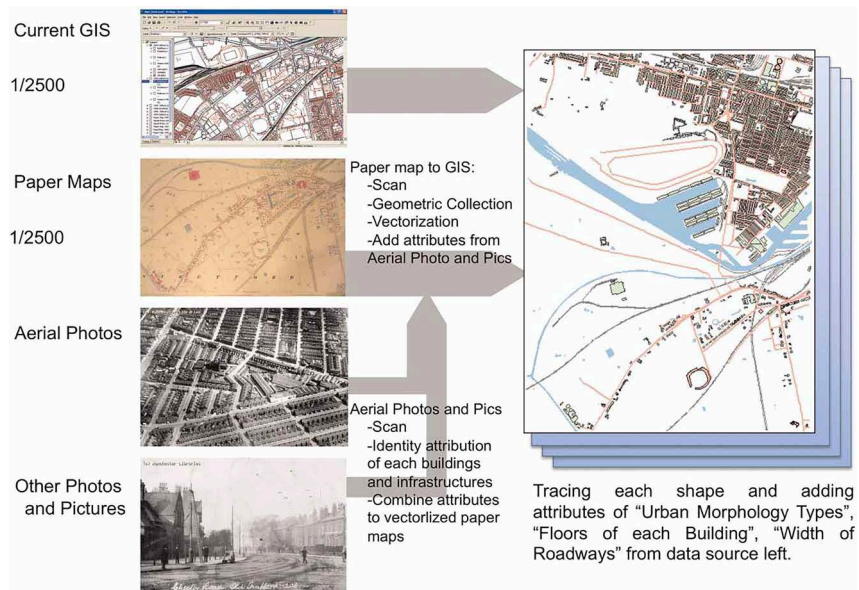 Current GIS
1/2500
Paper Maps
1/2500
Paper map to GIS:
-Scan
-Geometric Collection
-Vectorization
-Add attributes from
Aerial Photo and Pics
Aerial Photos
Aerial Photos and Pics
-Scan
-Identity attribution
of each buildings
and infrastructures
-Combine attributes
to vectorlized paper
maps
Other Photos
and Pictures
Tracing each shape and adding
attributes of “Urban Morphology Types”,
“Floors of each Building”, “Width of
Roadways” from data source left.